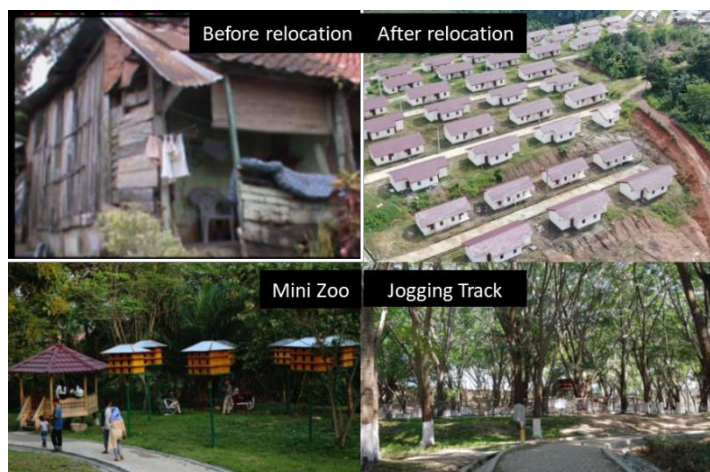 Before relocation
After relocation
Mini Zoo
Jogging Track